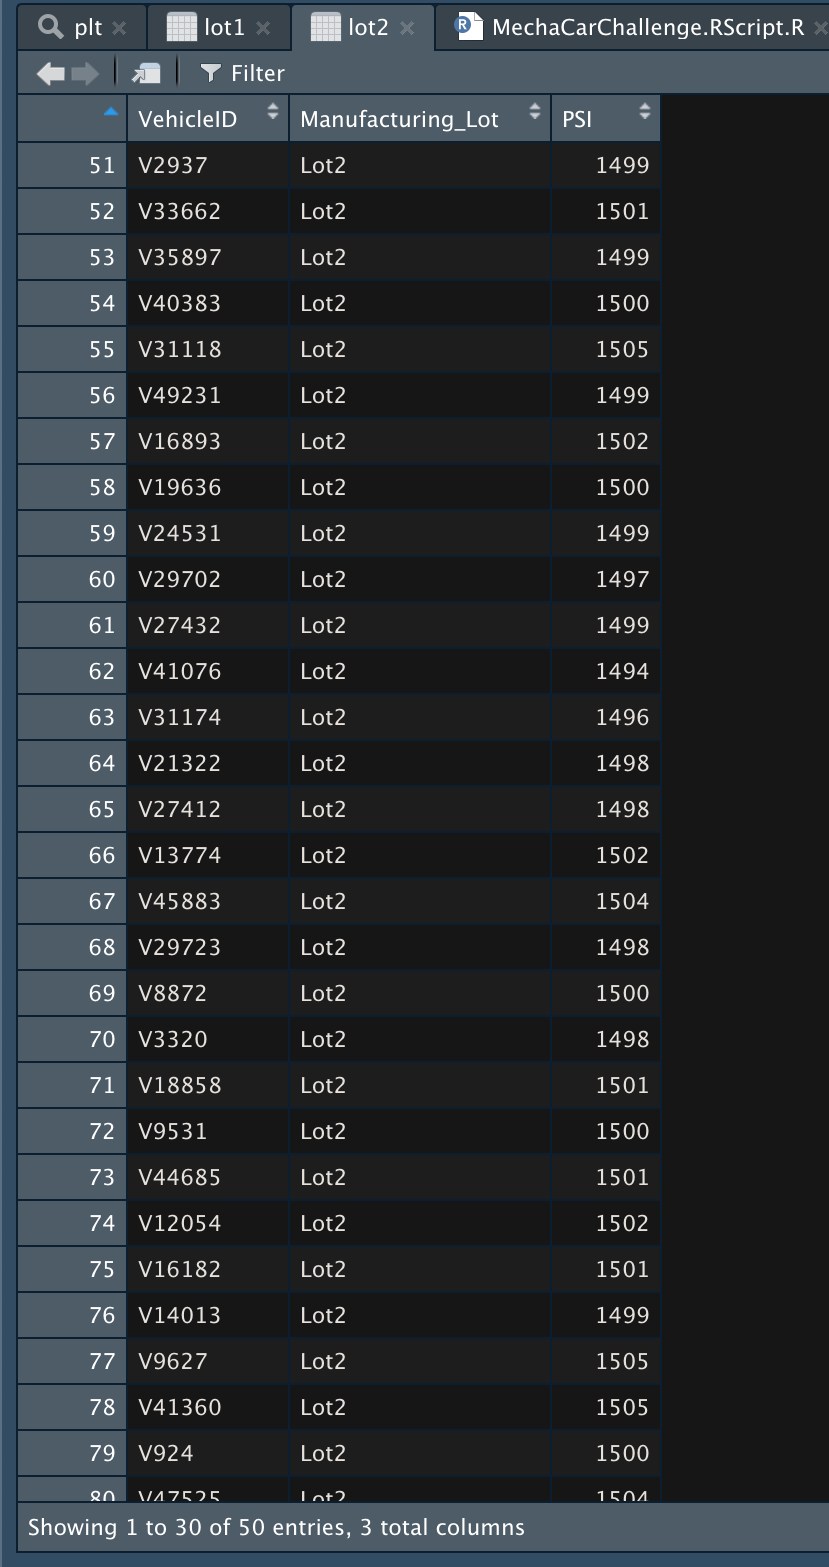 plt lot1 lot2 R MechaCarChallenge.RScript.R
Filter
VehicleID Manufacturing_Lot PSI
51 V2937 Lot2 1499
52 V33662 Lot2 1501
53 V35897 Lot2 1499
54 V40383 Lot2 1500
55 V31118 Lot2 1505
56 V49231 Lot2 1499
57 V16893 Lot2 1502
58 V19636 Lot2 1500
59 V24531 Lot2 1499
60 V29702 Lot2 1497
61 V27432 Lot2 1499
62 V41076 Lot2 1494
63 V31174 Lot2 1496
64 V21322 Lot2 1498
65 V27412 Lot2 1498
66 V13774 Lot2 1502
67 V45883 Lot2 1504
68 V29723 Lot2 1498
69 V8872 Lot2 1500
70 V3320 Lot2 1498
71 V18858 Lot2 1501
72 V9531 Lot2 1500
73 V44685 Lot2 1501
74 V12054 Lot2 1502
75 V16182 Lot2 1501
76 V14013 Lot2 1499
77 V9627 Lot2 1505
78 V41360 Lot2 1505
79 V924 Lot2 1500
80 V47525 Lot2 1504
Showing 1 to 30 of 50 entries, 3 total columns